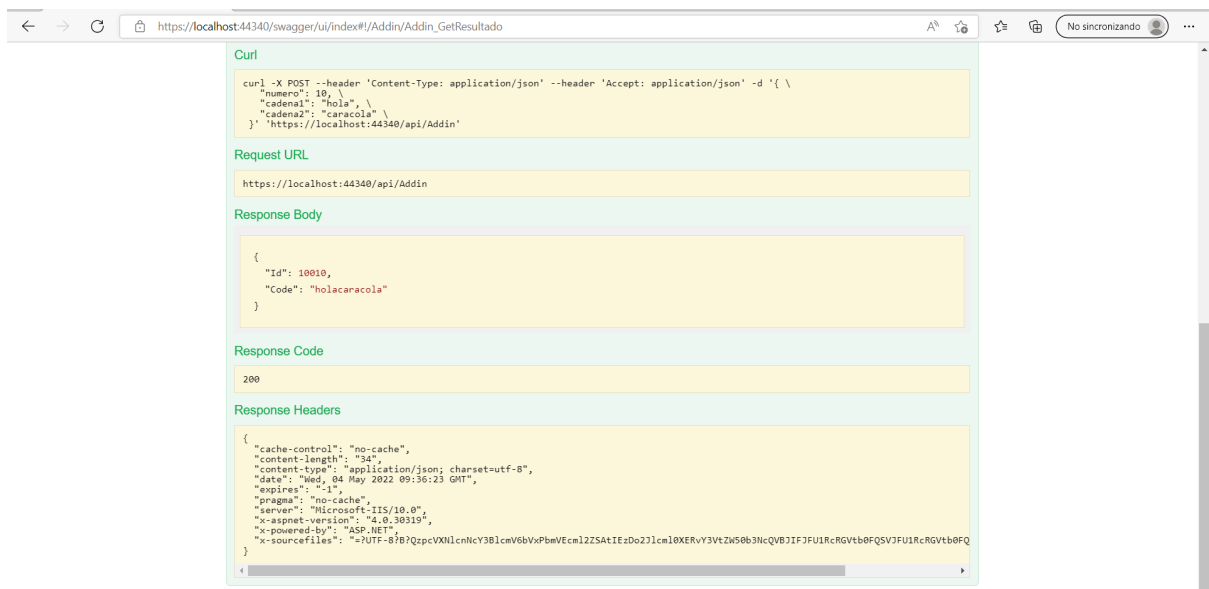 https://localhost:44340/swagger/ui/index#!/Addin/Addin_GetResultado
No sincronizando
Curl
curl -X POST --header 'Content-Type: application/json' --header 'Accept: application/json' -d '{ \
"numero": 10, \
"cadena1": "hola", \
"cadena2": "caracola" \
}' 'https://localhost:44340/api/Addin'
Request URL
https://localhost:44340/api/Addin
Response Body
{
"Id": 10010,
"Code": "holacaracola"
}
Response Code
200
Response Headers
{
"cache-control": "no-cache",
"content-length": "34",
"content-type": "application/json; charset=utf-8",
"date": "Wed, 04 May 2022 09:36:23 GMT",
"expires": "-1",
"pragma": "no-cache",
"server": "Microsoft-IIS/10.0",
"x-aspnet-version": "4.0.30319",
"x-powered-by": "ASP.NET",
"x-sourcefiles":
}